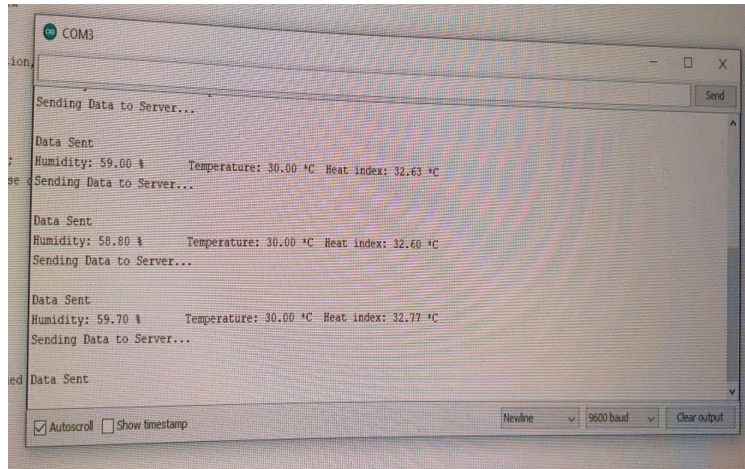 COM3
ion,
Send
Sending Data to Server...
Data Sent
;
Humidity: 59.00 % Temperature: 30.00 *C Heat index: 32.63 *C
se
Sending Data to Server...
Data Sent
Humidity: 58.80 % Temperature: 30.00 *C Heat index: 32.60 *C
Sending Data to Server...
Data Sent
Humidity: 59.70 % Temperature: 30.00 *C Heat index: 32.77 *C
Sending Data to Server...
ed
Data Sent
Autoscroll Show timestamp Newline 9600 baud Clear output